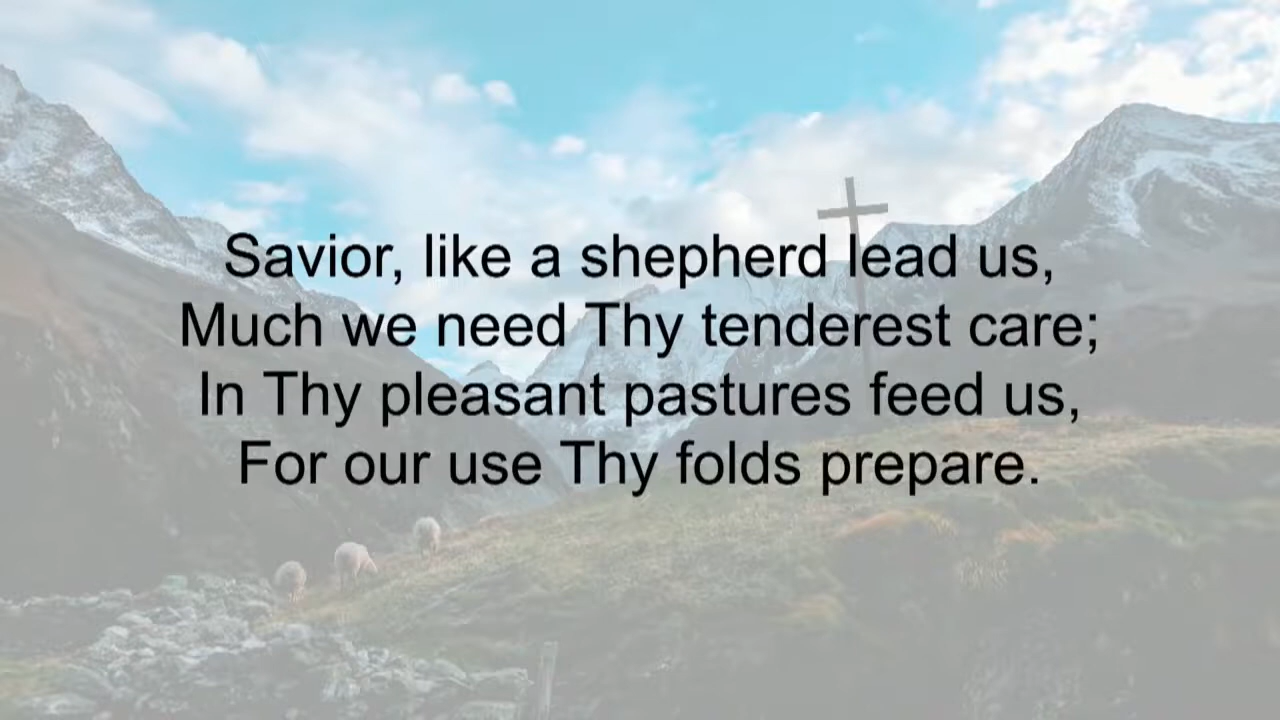 Savior, like a shepherd lead us,
Much we need Thy tenderest care;
In Thy pleasant pastures feed us,
For our use Thy folds prepare.